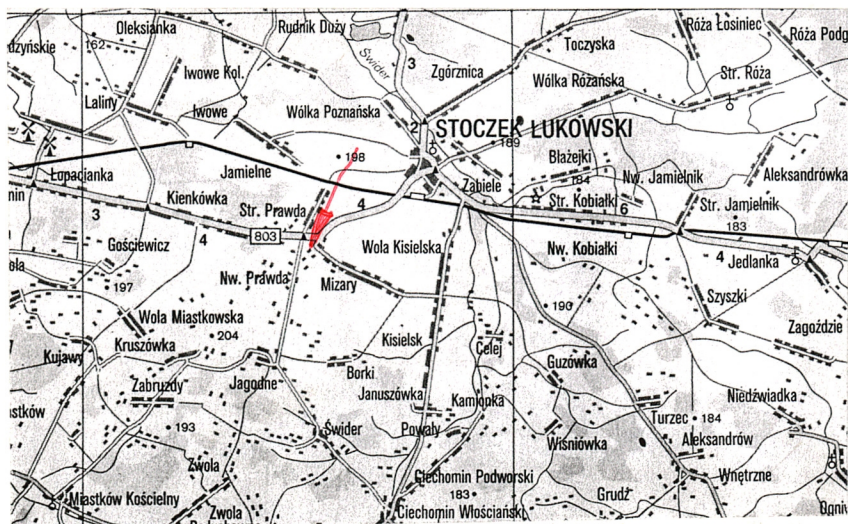 Oleksianka
Rudnik Duży
Róża Łosiniec
Róża Podg
dzyńskie
162
Świder
3
Zgórznica
Toczyska
Iwowe Kol.
Str. Róża
Laliny
Iwowe
Wólka Poznańska
Wólka Różańska
2
STOCZEK ŁUKOWSKI
189
198
Błażejki
Łupacjanka
Jamielne
184
Nw. Jamielnik
Aleksandrówka
Zabiele
Kienkówka
nin
Str. Prawda
4
Str. Kobiałki
6
Str. Jamielnik
3
183
Gościewicz
4
803
Wola Kisielska
Nw. Kobiałki
4
Jedlanka
ola
197
Nw. Prawda
Mizary
Szyszki
190
Wola Miastkowska
Zagoździe
204
Kruszówka
Kisielsk
Celej
Kujawy
Guzówka
Jagodne
Borki
Zabruzdy
Januszówka
Kamionka
Niedźwiadka
astków
193
Świder
Powały
Turzec
184
Wiśniówka
Aleksandrów
Zwola
Ciechomin Podworski
Wnętrzne
Miastków Kościelny
183
Grudź
Zwola
Ciechomin Włościański